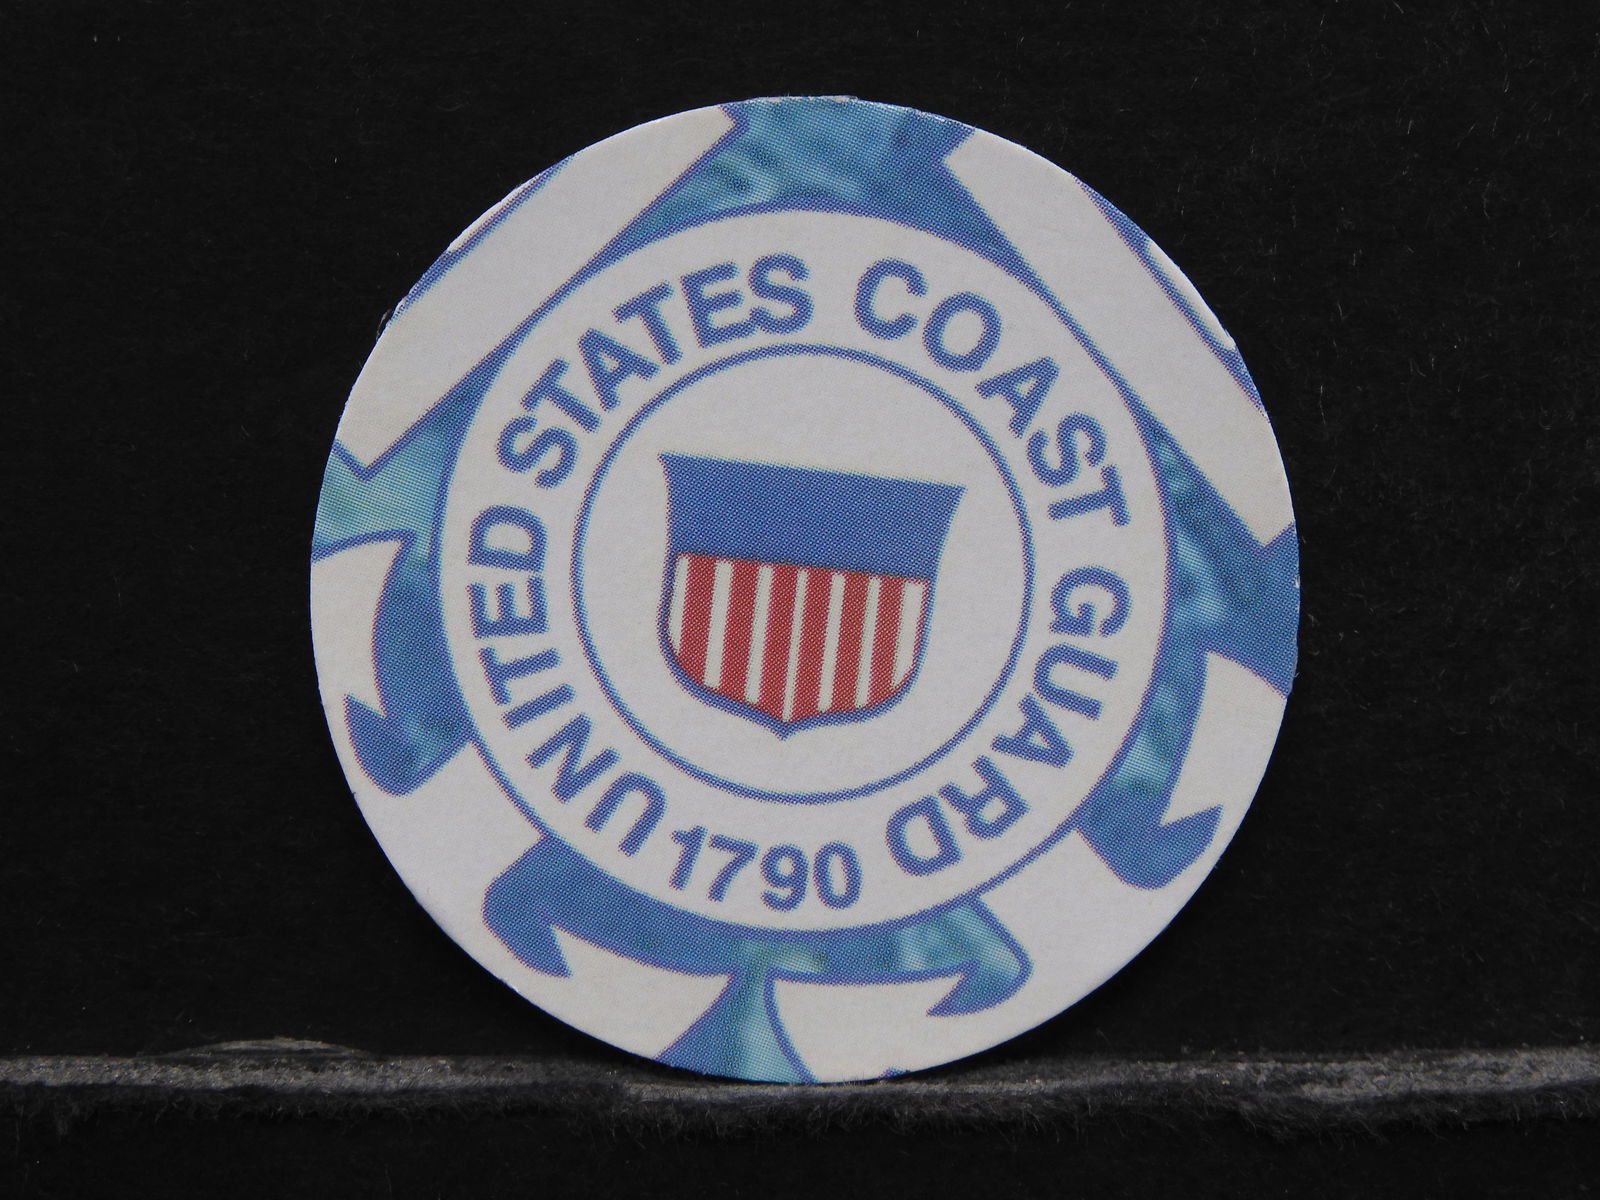 UNITED STATES COAST GUARD
1790